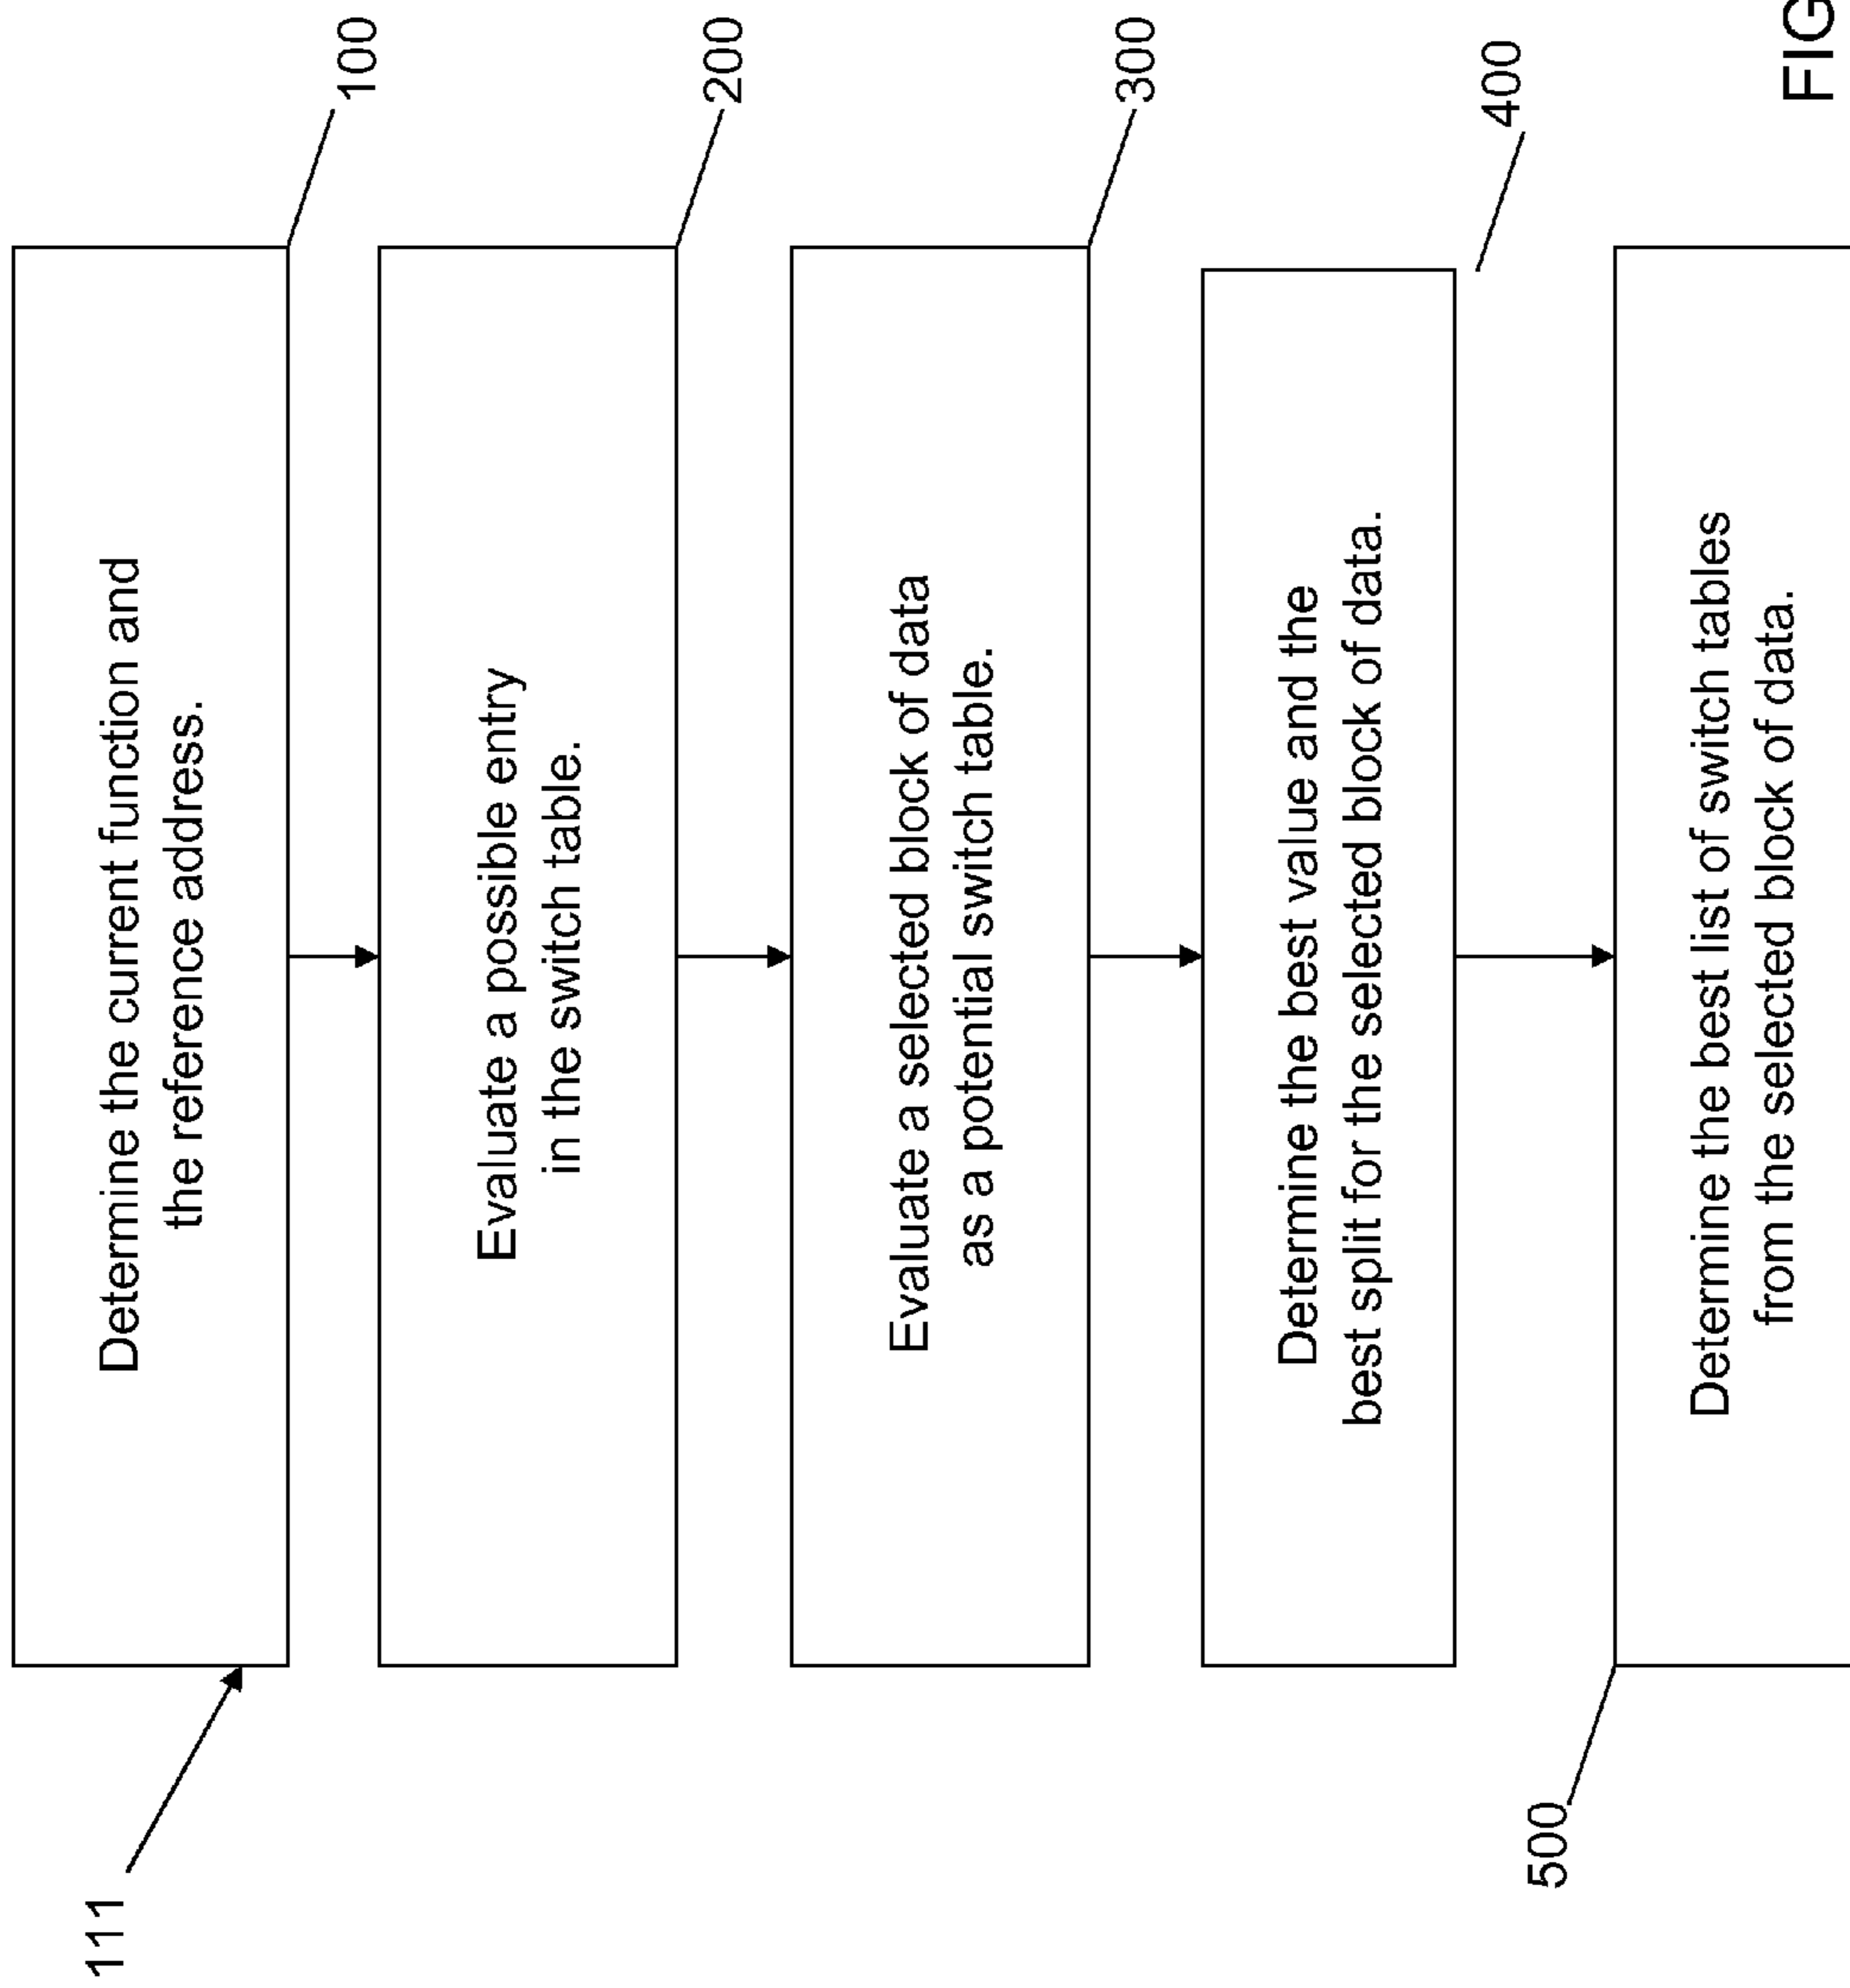 111
Determine the current function and
the reference address.
100
Evaluate a possible entry
in the switch table.
200
Evaluate a selected block of data
as a potential switch table.
300
Determine the best value and the
best split for the selected block of data.
400
500
Determine the best list of switch tables
from the selected block of data.
FIG